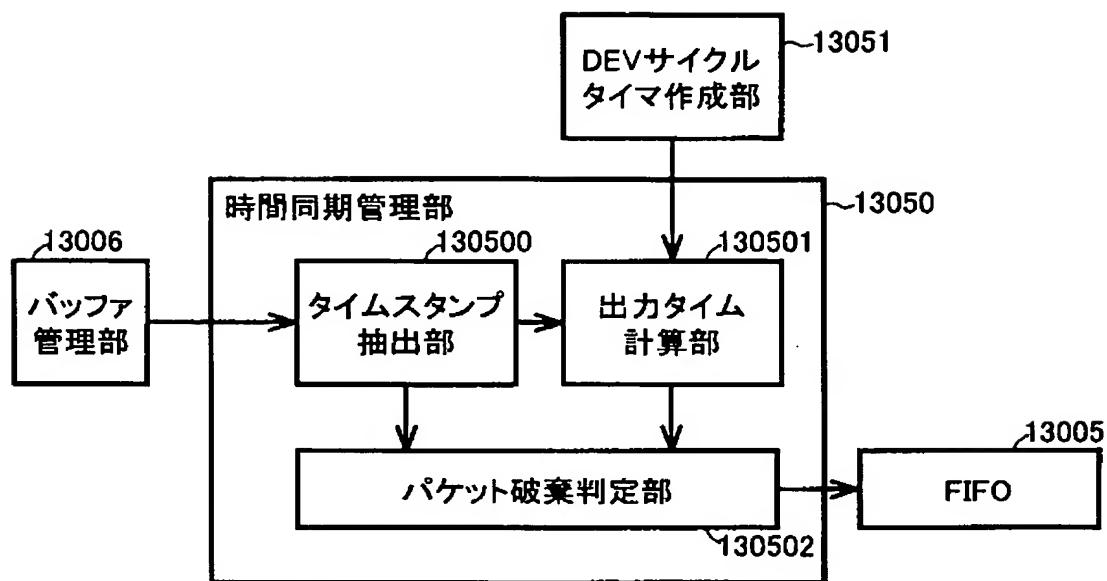 13051
DEVサイクル
タイマ作成部
時間同期管理部
13050
13006
130500
130501
バッファ
管理部
タイムスタンプ
抽出部
出力タイム
計算部
13005
パケット破棄判定部
FIFO
130502